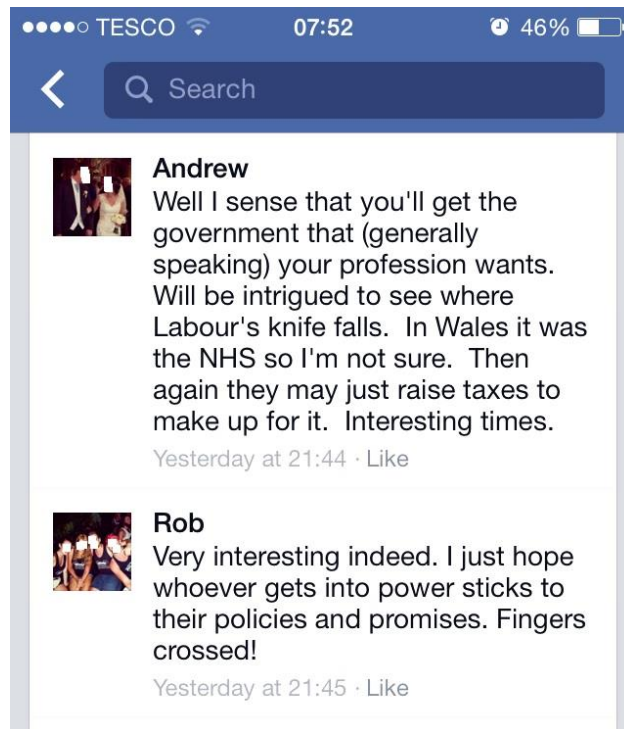 TESCO 07:52 46%
Search
Andrew
Well I sense that you'll get the
government that (generally
speaking) your profession wants.
Will be intrigued to see where
Labour's knife falls.  In Wales it was
the NHS so I'm not sure.  Then
again they may just raise taxes to
make up for it.  Interesting times.
Yesterday at 21:44 · Like
Rob
Very interesting indeed. I just hope
whoever gets into power sticks to
their policies and promises. Fingers
crossed!
Yesterday at 21:45 · Like